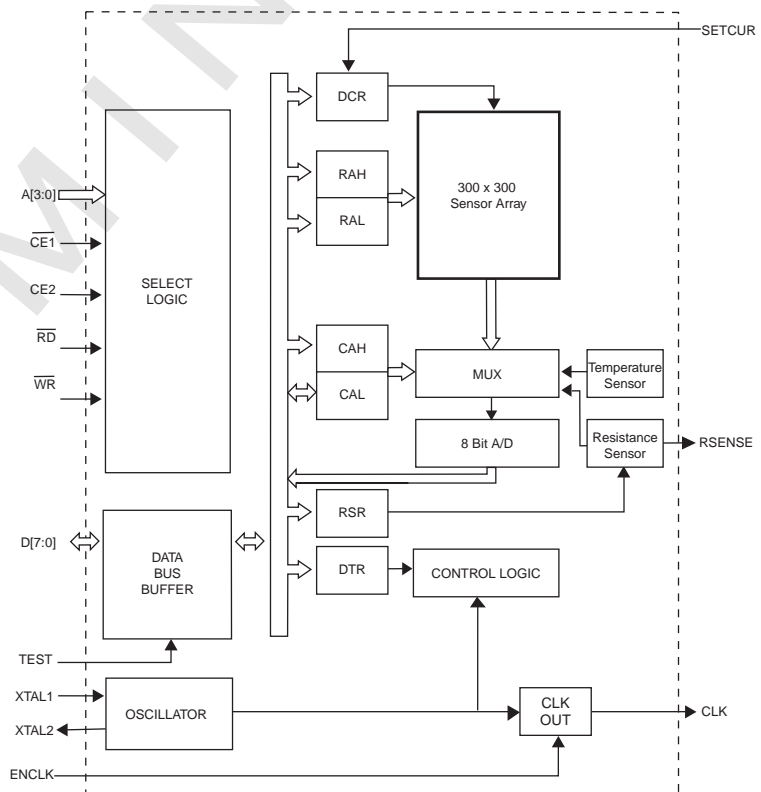 MIN
SETCUR
DCR
RAH
RAL
300 x 300
Sensor Array
A[3:0]
CE1
CE2
RD
WR
SELECT
LOGIC
CAH
CAL
MUX
Temperature
Sensor
8 Bit A/D
Resistance
Sensor
RSENSE
RSR
D[7:0]
DATA
BUS
BUFFER
DTR
CONTROL LOGIC
TEST
XTAL1
XTAL2
OSCILLATOR
CLK
OUT
CLK
ENCLK